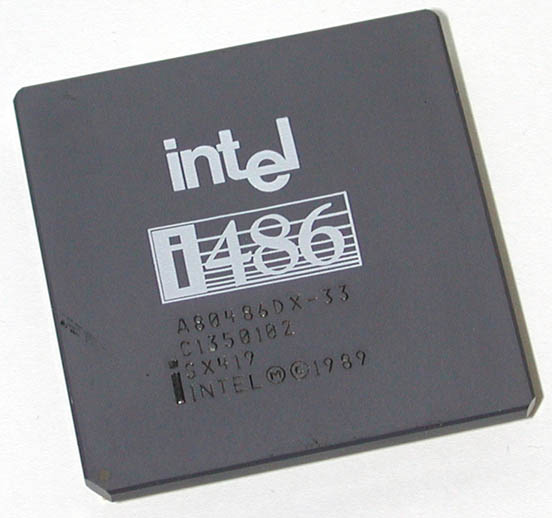 intel
i486
A80486DX-33
C1350102
SX419
INTEL Ⓜ © 1989